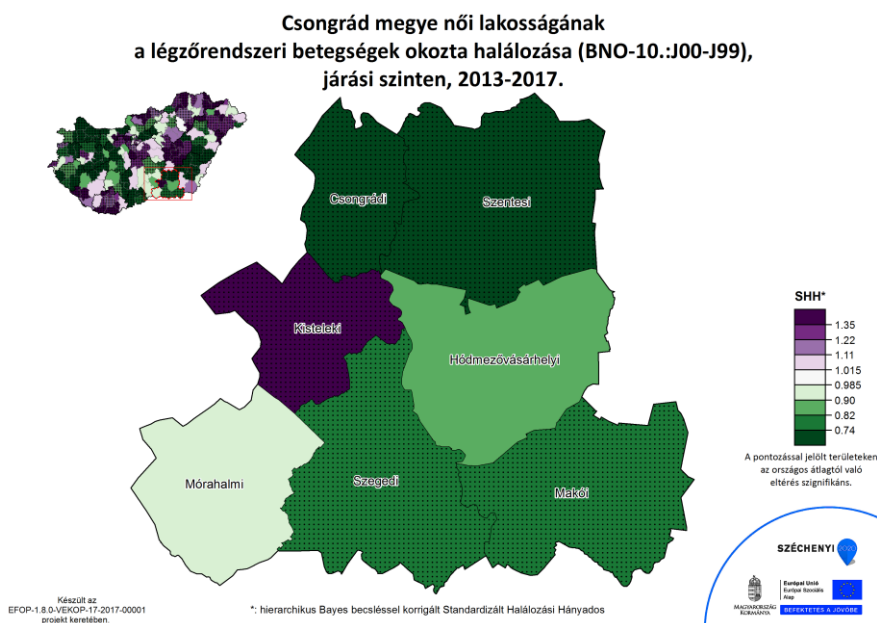 Csongrád megye női lakosságának
a légzőrendszeri betegségek okozta halálozása (BNO-10.:J00-J99),
járási szinten, 2013-2017.
Csongrádi
Szentesi
Kisteleki
Hódmezővásárhelyi
Mórahalmi
Szegedi
Makói
SHH*
1.35
1.22
1.11
1.015
0.985
0.90
0.82
0.74
A pontozással jelölt területeken
az országos átlagtól való
eltérés szignifikáns.
Készült az
EFOP-1.8.0-VEKOP-17-2017-00001
projekt keretében.
*: hierarchikus Bayes becsléssel korrigált Standardizált Halálozási Hányados
SZÉCHENYI 2020
MAGYARORSZÁG
KORMÁNYA
Európai Unió
Európai Szociális
Alap
BEFEKTETÉS A JÖVŐBE